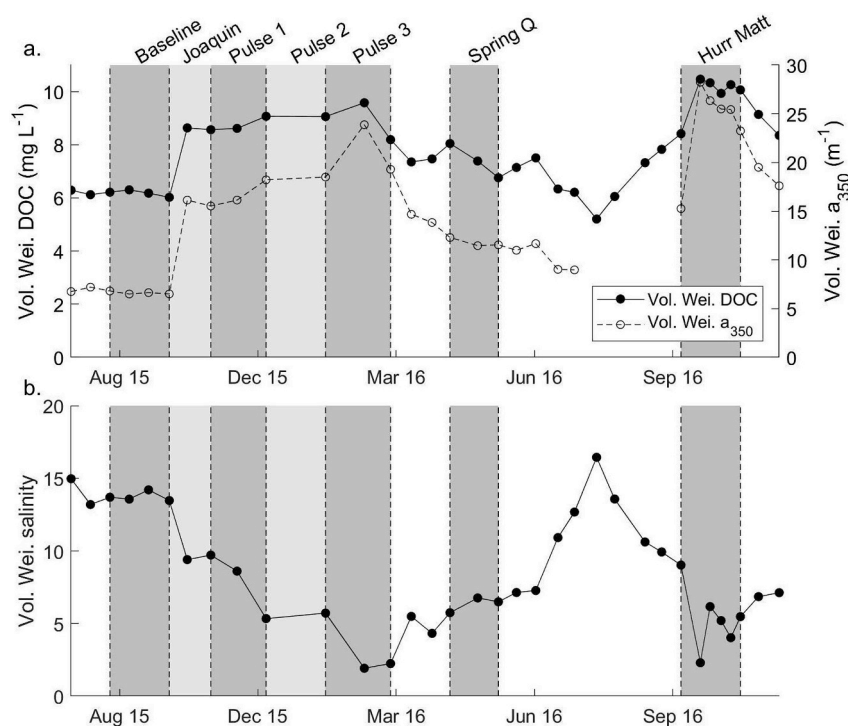 a.
Baseline
Joaquin
Pulse 1
Pulse 2
Pulse 3
Spring Q
Hurr Matt
Vol. Wei. DOC (mg L⁻¹)
10
8
6
4
2
0
30
25
20
15
10
5
0
Vol. Wei. a₃₅₀ (m⁻¹)
Vol. Wei. DOC
Vol. Wei. a₃₅₀
Aug 15 Dec 15 Mar 16 Jun 16 Sep 16
b.
Vol. Wei. salinity
20
15
10
5
0
Aug 15 Dec 15 Mar 16 Jun 16 Sep 16